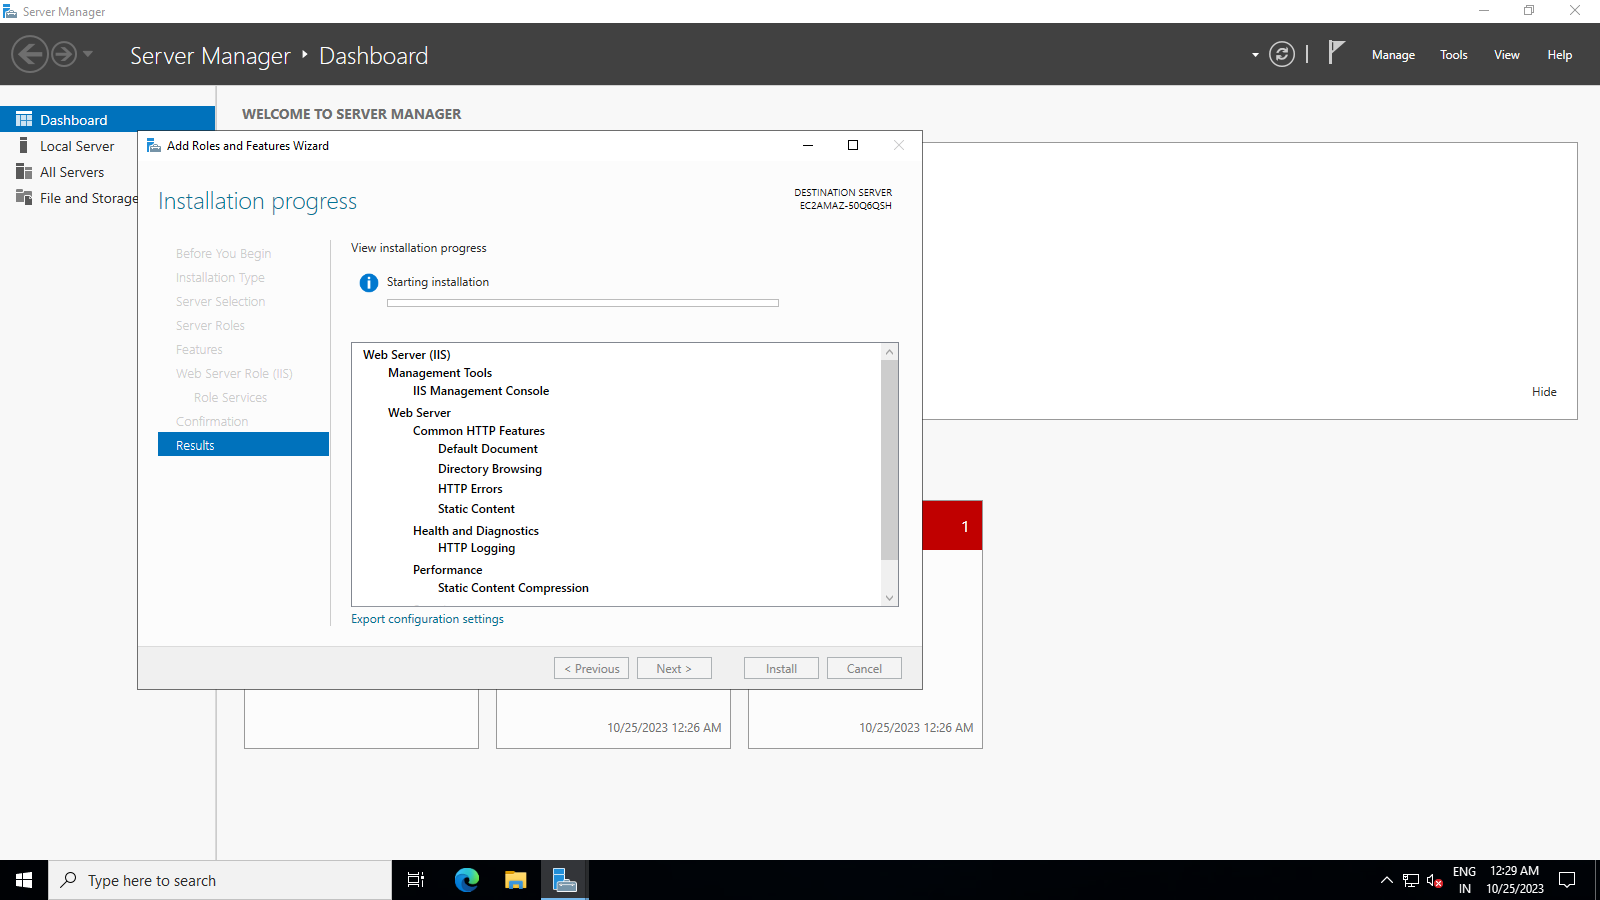 Server Manager
Server Manager ‣ Dashboard
Manage
Tools
View
Help
Dashboard
Local Server
All Servers
File and Storage
WELCOME TO SERVER MANAGER
Hide
Add Roles and Features Wizard
Installation progress
DESTINATION SERVER
EC2AMAZ-50Q6QSH
Before You Begin
Installation Type
Server Selection
Server Roles
Features
Web Server Role (IIS)
Role Services
Confirmation
Results
View installation progress
Starting installation
Web Server (IIS)
Management Tools
IIS Management Console
Web Server
Common HTTP Features
Default Document
Directory Browsing
HTTP Errors
Static Content
Health and Diagnostics
HTTP Logging
Performance
Static Content Compression
Export configuration settings
< Previous
Next >
Install
Cancel
1
10/25/2023 12:26 AM
10/25/2023 12:26 AM
Type here to search
ENG
IN
12:29 AM
10/25/2023